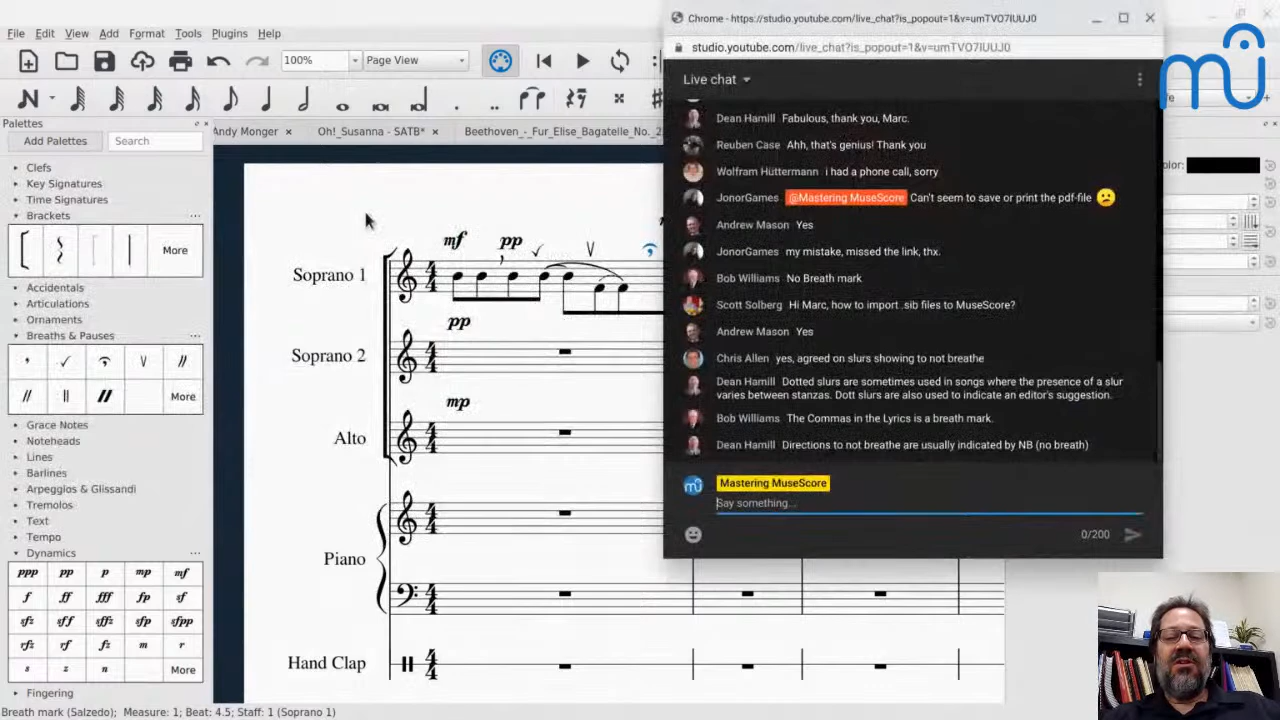 Chrome - https://studio.youtube.com/live_chat?is_popout=1&v=umTVO7IUUJ0
File Edit View Add Format Tools Plugins Help
studio.youtube.com/live_chat?is_popout=1&v=umTVO7IUUJ0
100% Page View
Live chat
Palettes
Andy Monger × Oh!_Susanna - SATB* × Beethoven_-_Fur_Elise_Bagatelle_No._2
Add Palettes Search
Clefs
Key Signatures
Time Signatures
Brackets
More
Accidentals
Articulations
Ornaments
Breaths & Pauses
More
Grace Notes
Noteheads
Lines
Barlines
Arpeggios & Glissandi
Tremolos
Text
Tempo
Dynamics
ppp pp p mp mf
f ff fff fp sf
sfz sff sffz sfp sfpp
rfz rf fz m r
s z n More
Fingering
mf pp
Soprano 1
pp
Soprano 2
mp
Alto
Piano
Hand Clap
Dean Hamill Fabulous, thank you, Marc.
Reuben Case Ahh, that's genius! Thank you
Wolfram Hüttermann i had a phone call, sorry
JonorGames @Mastering MuseScore Can't seem to save or print the pdf-file
Andrew Mason Yes
JonorGames my mistake, missed the link, thx.
Bob Williams No Breath mark
Scott Solberg Hi Marc, how to import .sib files to MuseScore?
Andrew Mason Yes
Chris Allen yes, agreed on slurs showing to not breathe
Dean Hamill Dotted slurs are sometimes used in songs where the presence of a slur
varies between stanzas. Dott slurs are also used to indicate an editor's suggestion.
Bob Williams The Commas in the Lyrics is a breath mark.
Dean Hamill Directions to not breathe are usually indicated by NB (no breath)
Mastering MuseScore
Say something...
0/200
color:
Breath mark (Salzedo); Measure: 1; Beat: 4.5; Staff: 1 (Soprano 1)